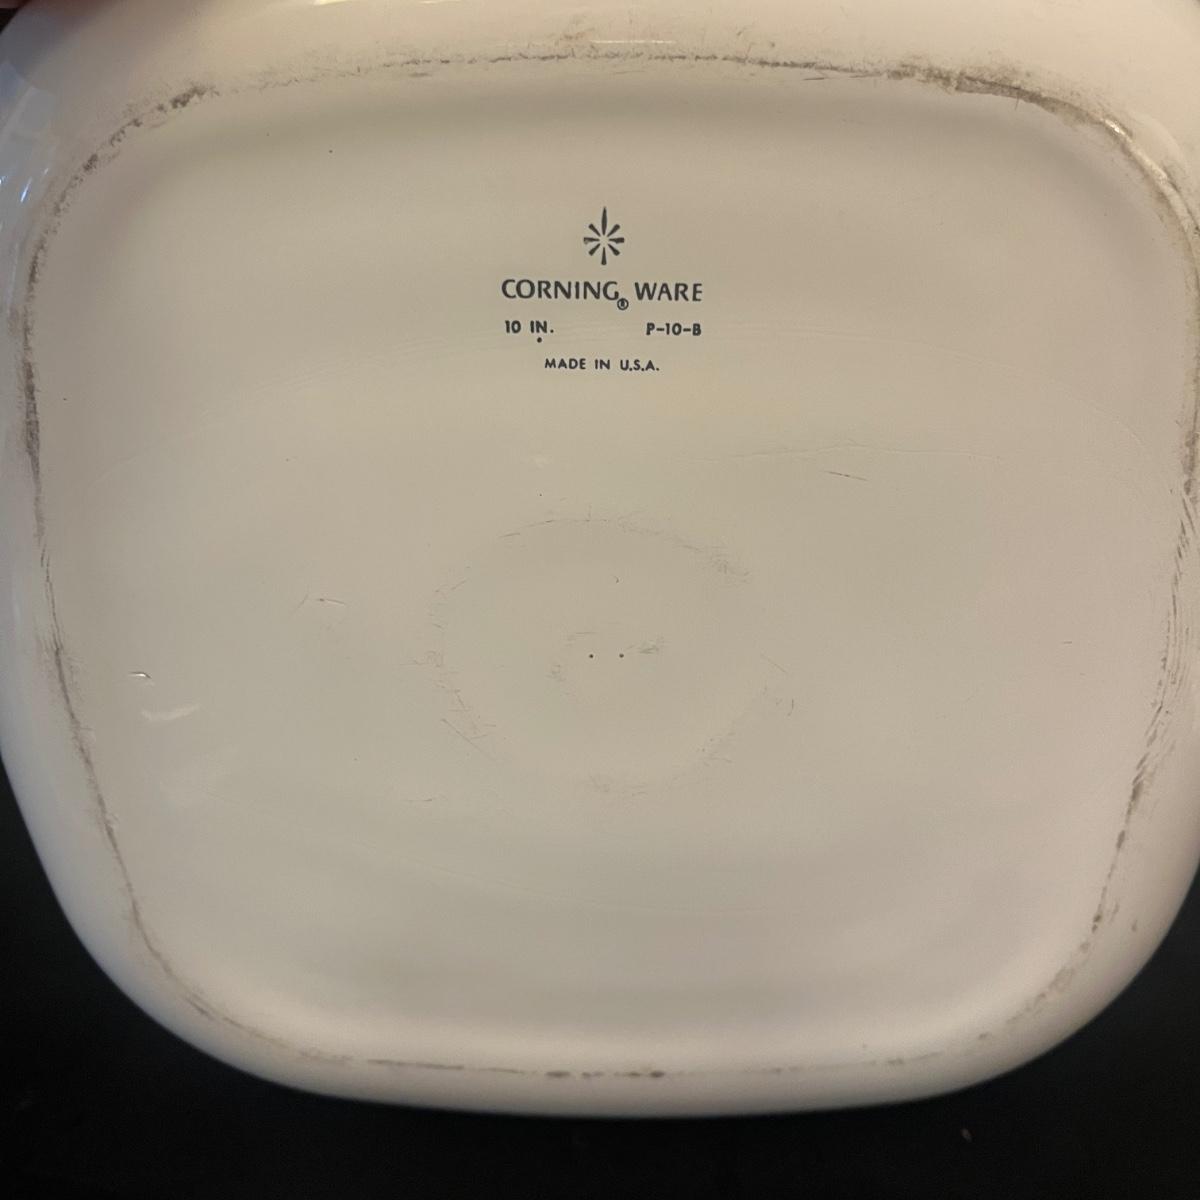 CORNING® WARE
10 IN. P-10-B
MADE IN U.S.A.